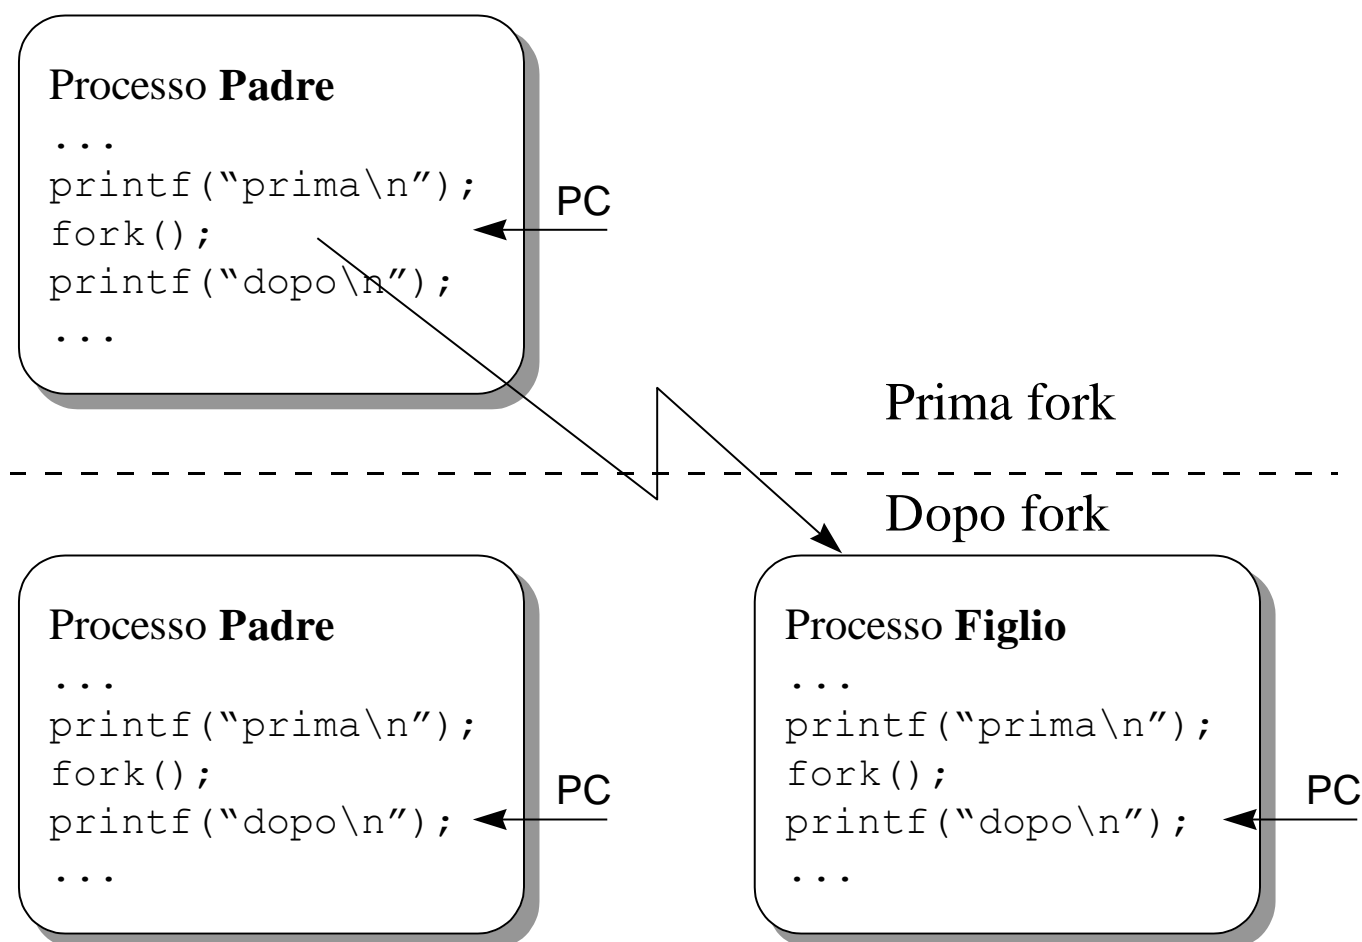 Processo Padre
...
printf(“prima\n”);
PC
fork();
printf(“dopo\n”);
...
Prima fork
Dopo fork
Processo Padre
...
printf(“prima\n”);
fork();
PC
printf(“dopo\n”);
...
Processo Figlio
...
printf(“prima\n”);
fork();
PC
printf(“dopo\n”);
...